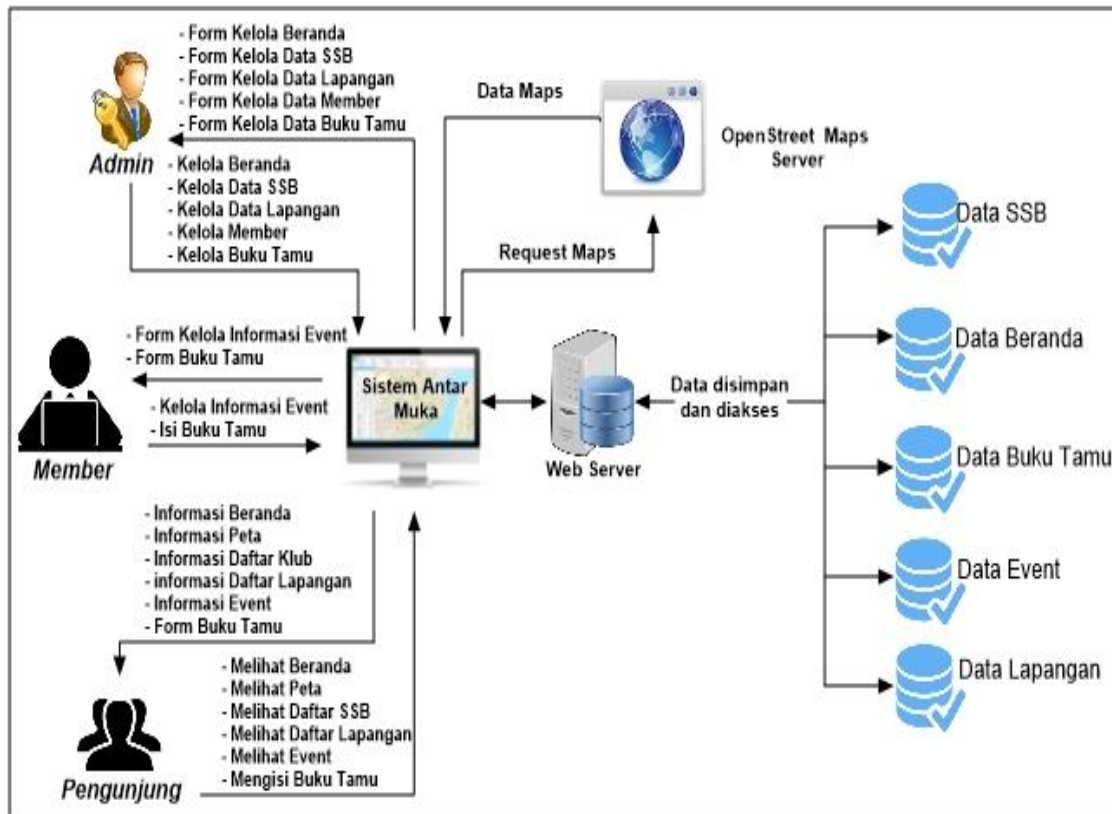 - Form Kelola Beranda
- Form Kelola Data SSB
- Form Kelola Data Lapangan
- Form Kelola Data Member
- Form Kelola Data Buku Tamu
Admin
- Kelola Beranda
- Kelola Data SSB
- Kelola Data Lapangan
- Kelola Member
- Kelola Buku Tamu
Data Maps
OpenStreet Maps
Server
Request Maps
- Form Kelola Informasi Event
- Form Buku Tamu
- Kelola Informasi Event
- Isi Buku Tamu
Member
Sistem Antar
Muka
Web Server
Data disimpan
dan diakses
Data SSB
Data Beranda
Data Buku Tamu
Data Event
Data Lapangan
- Informasi Beranda
- Informasi Peta
- Informasi Daftar Klub
- informasi Daftar Lapangan
- Informasi Event
- Form Buku Tamu
- Melihat Beranda
- Melihat Peta
- Melihat Daftar SSB
- Melihat Daftar Lapangan
- Melihat Event
- Mengisi Buku Tamu
Pengunjung